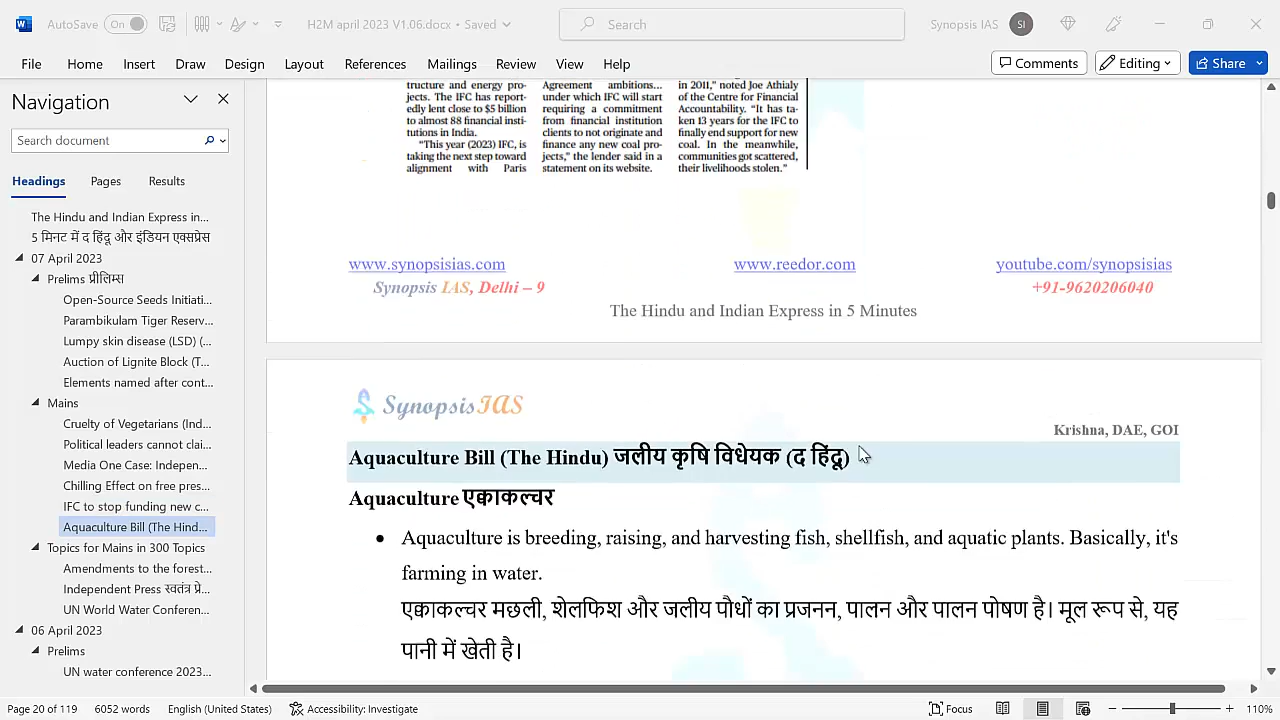 AutoSave On H2M april 2023 V1.06.docx • Saved Search Synopsis IAS SI
File Home Insert Draw Design Layout References Mailings Review View Help Comments Editing Share
Navigation
Search document
Headings Pages Results
The Hindu and Indian Express in...
5 मिनट में द हिंदू और इंडियन एक्सप्रेस
07 April 2023
Prelims प्रीलिम्स
Open-Source Seeds Initiati...
Parambikulam Tiger Reserv...
Lumpy skin disease (LSD) (...
Auction of Lignite Block (T...
Elements named after cont...
Mains
Cruelty of Vegetarians (Ind...
Political leaders cannot clai...
Media One Case: Indepen...
Chilling Effect on free pres...
IFC to stop funding new c...
Aquaculture Bill (The Hind...
Topics for Mains in 300 Topics
Amendments to the forest...
Independent Press स्वतंत्र प्रे...
UN World Water Conferen...
06 April 2023
Prelims
UN water conference 2023...
tructure and energy pro-
jects. The IFC has report-
edly lent close to $5 billion
to almost 88 financial insti-
tutions in India.
"This year (2023) IFC, is
taking the next step toward
alignment with Paris
Agreement ambitions...
under which IFC will start
requiring a commitment
from financial institution
clients to not originate and
finance any new coal pro-
jects," the lender said in a
statement on its website.
in 2011," noted Joe Athialy
of the Centre for Financial
Accountability. "It has ta-
ken 13 years for the IFC to
finally end support for new
coal. In the meanwhile,
communities got scattered,
their livelihoods stolen."
www.synopsisias.com www.reedor.com youtube.com/synopsisias
Synopsis IAS, Delhi – 9 +91-9620206040
The Hindu and Indian Express in 5 Minutes
SynopsisIAS
Krishna, DAE, GOI
Aquaculture Bill (The Hindu) जलीय कृषि विधेयक (द हिंदू)
Aquaculture एक्वाकल्चर
• Aquaculture is breeding, raising, and harvesting fish, shellfish, and aquatic plants. Basically, it's
farming in water.
एक्वाकल्चर मछली, शेलफिश और जलीय पौधों का प्रजनन, पालन और पालन पोषण है। मूल रूप से, यह
पानी में खेती है।
Page 20 of 119 6052 words English (United States) Accessibility: Investigate Focus 110%